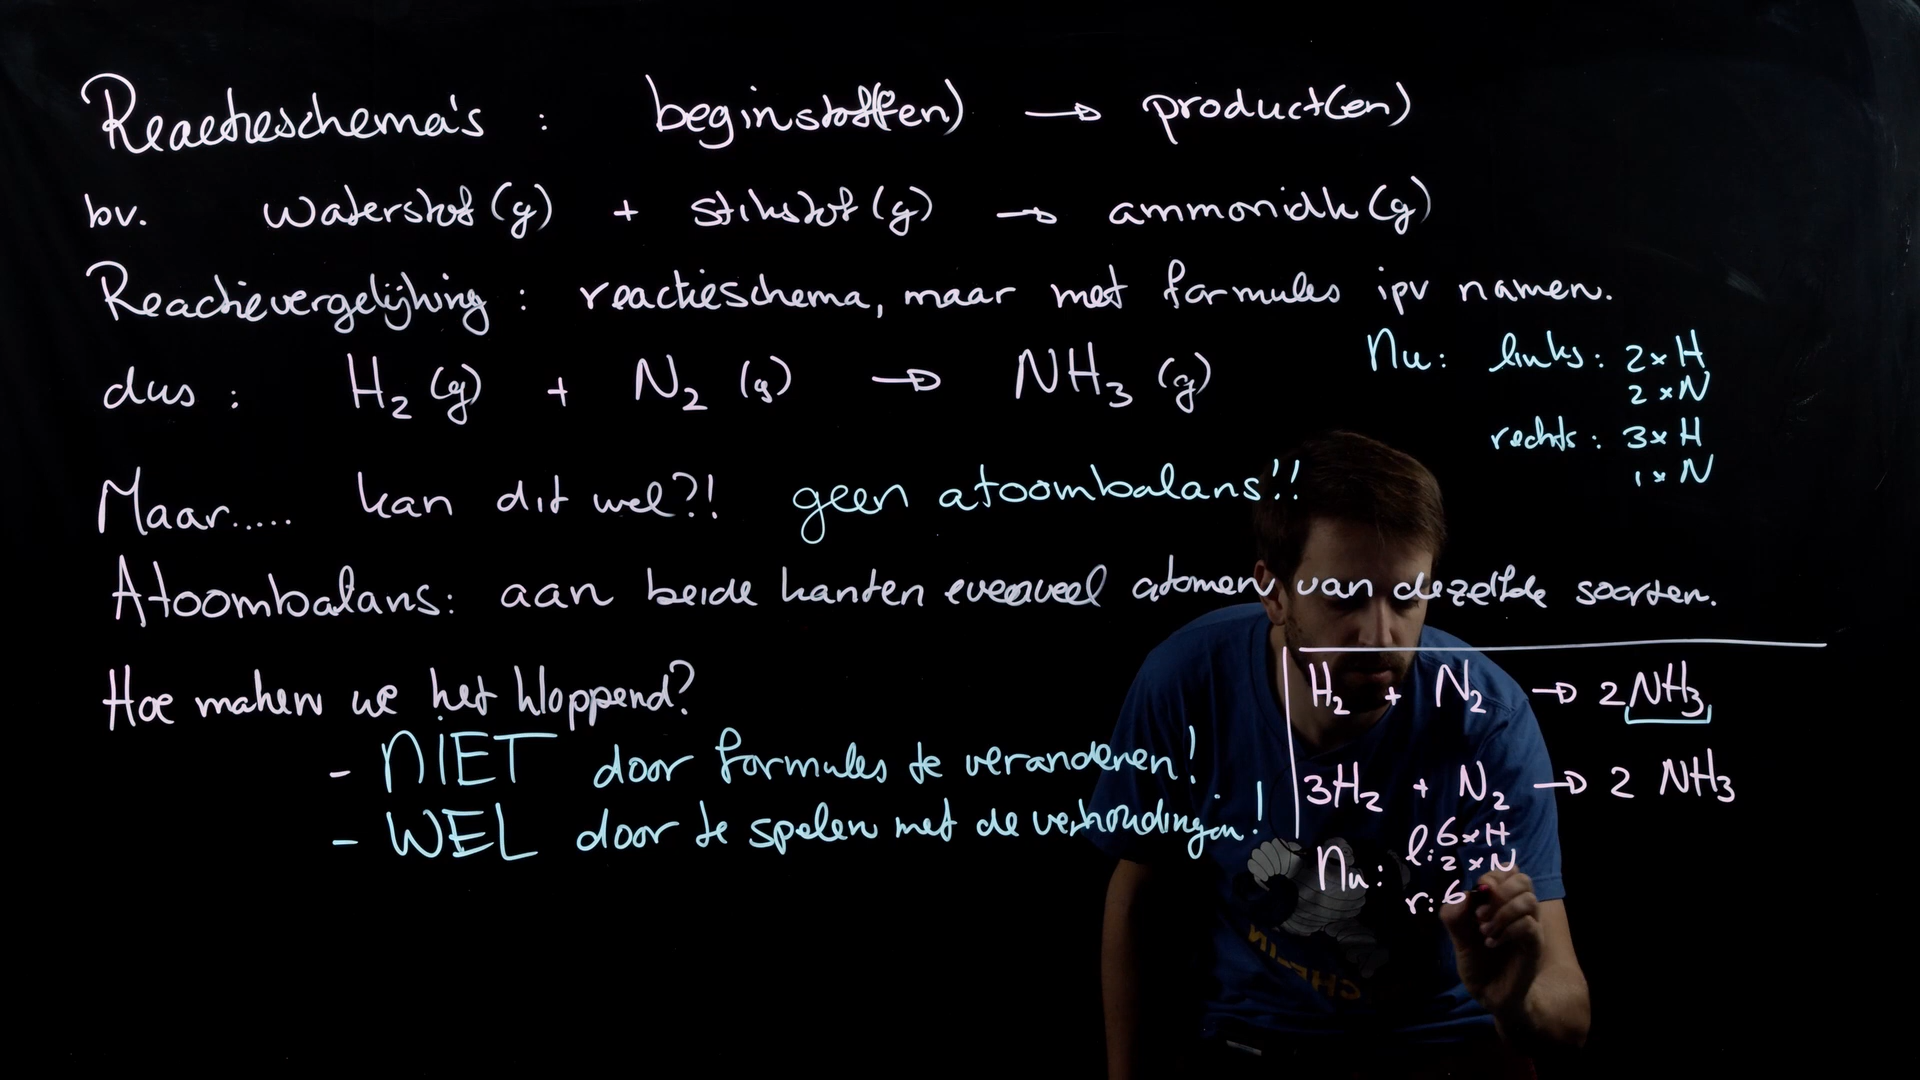 Reactieschema's : beginstof(fen) → product(en)
bv. waterstof (g) + stikstof (g) → ammoniak (g)
Reactievergelijking : reactieschema, maar met formules ipv namen.
dus : H₂ (g) + N₂ (g) → NH₃ (g)
Nu: links: 2×H
2×N
rechts: 3×H
1×N
Maar..... kan dit wel?! geen atoombalans!!
Atoombalans: aan beide kanten evenveel atomen van dezelfde soorten.
Hoe maken we het kloppend?
- NIET door formules te veranderen!
- WEL door te spelen met de verhoudingen!
H₂ + N₂ → 2NH₃
3H₂ + N₂ → 2 NH₃
Nu: l: 6×H
2×N
r: 6